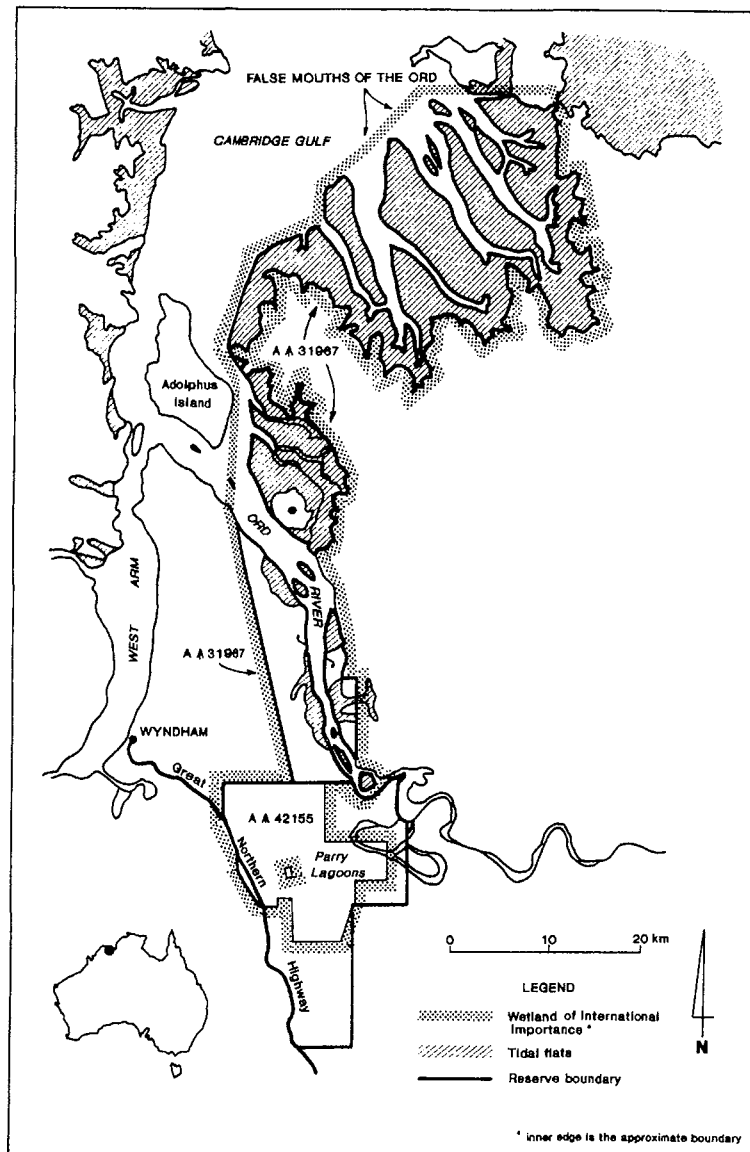 FALSE MOUTHS OF THE ORD
CAMBRIDGE GULF
A A 31967
Adolphus
Island
ORD
RIVER
WEST ARM
A A 31967
WYNDHAM
Great
Northern
Highway
A A 42155
Parry
Lagoons
0 10 20 km
LEGEND
Wetland of International
Importance *
Tidal flats
Reserve boundary
N
* inner edge is the approximate boundary